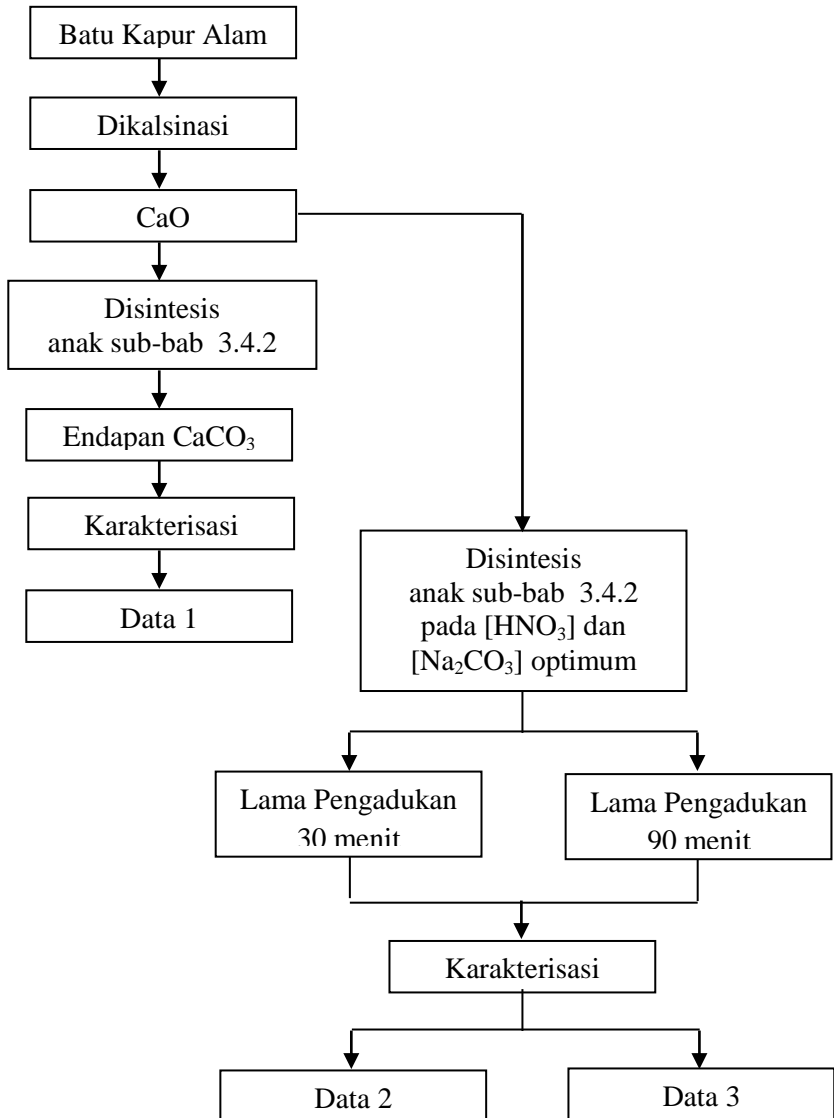 Batu Kapur Alam
Dikalsinasi
CaO
Disintesis
anak sub-bab 3.4.2
Endapan CaCO₃
Karakterisasi
Data 1
Disintesis
anak sub-bab 3.4.2
pada [HNO₃] dan
[Na₂CO₃] optimum
Lama Pengadukan
30 menit
Lama Pengadukan
90 menit
Karakterisasi
Data 2
Data 3